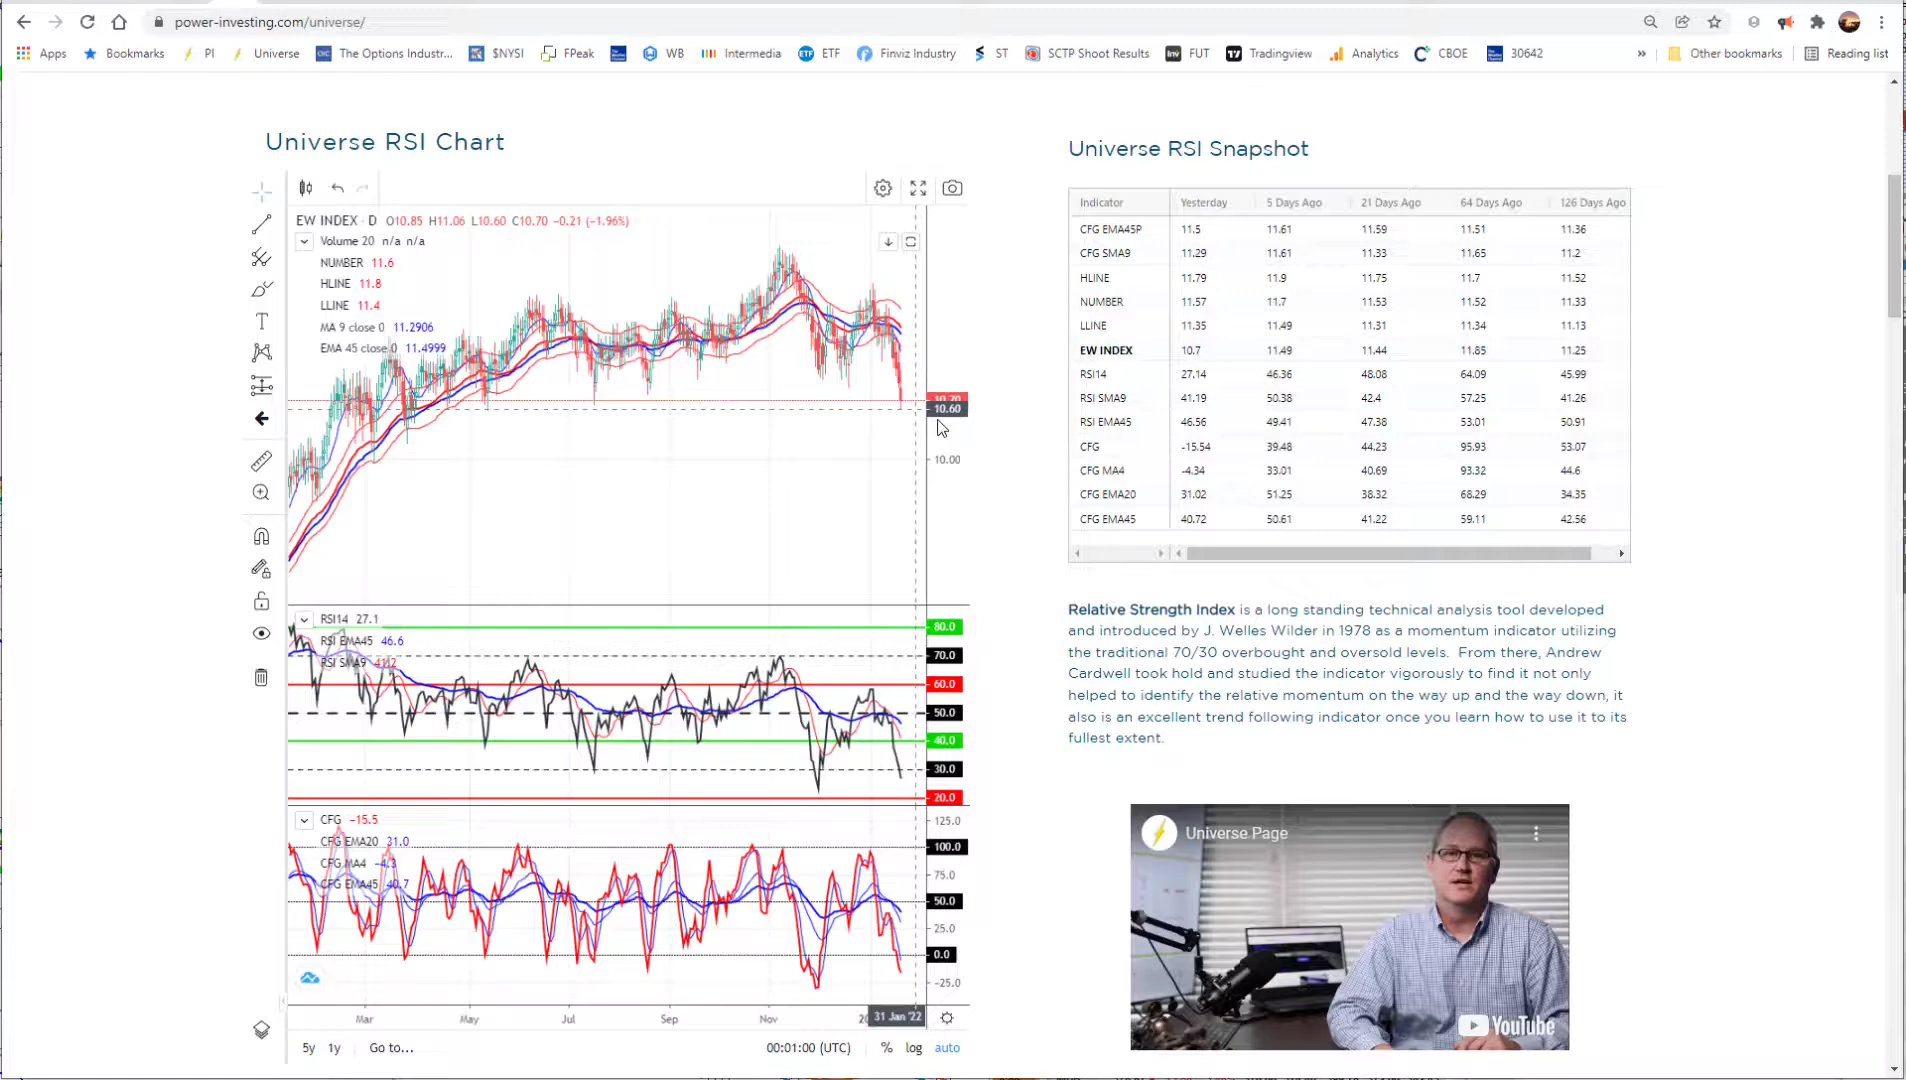 power-investing.com/universe/
Apps Bookmarks PI Universe The Options Industr... $NYSI FPeak WB Intermedia ETF Finviz Industry ST SCTP Shoot Results FUT Tradingview Analytics CBOE 30642 » Other bookmarks Reading list
Universe RSI Chart
EW INDEX · D O10.85 H11.06 L10.60 C10.70 -0.21 (-1.96%)
Volume 20 n/a n/a
NUMBER 11.6
HLINE 11.8
LLINE 11.4
MA 9 close 0 11.2906
EMA 45 close 0 11.4999
10.70
10.60
10.00
RSI14 27.1
RSI EMA45 46.6
RSI SMA9 41.2
80.0
70.0
60.0
50.0
40.0
30.0
20.0
CFG -15.5
CFG EMA20 31.0
CFG MA4 -4.3
CFG EMA45 40.7
125.0
100.0
75.0
50.0
25.0
0.0
-25.0
Mar May Jul Sep Nov 31 Jan '22
5y 1y Go to... 00:01:00 (UTC) % log auto
Universe RSI Snapshot
Indicator Yesterday 5 Days Ago 21 Days Ago 64 Days Ago 126 Days Ago
CFG EMA45P 11.5 11.61 11.59 11.51 11.36
CFG SMA9 11.29 11.61 11.33 11.65 11.2
HLINE 11.79 11.9 11.75 11.7 11.52
NUMBER 11.57 11.7 11.53 11.52 11.33
LLINE 11.35 11.49 11.31 11.34 11.13
EW INDEX 10.7 11.49 11.44 11.85 11.25
RSI14 27.14 46.36 48.08 64.09 45.99
RSI SMA9 41.19 50.38 42.4 57.25 41.26
RSI EMA45 46.56 49.41 47.38 53.01 50.91
CFG -15.54 39.48 44.23 95.93 53.07
CFG MA4 -4.34 33.01 40.69 93.32 44.6
CFG EMA20 31.02 51.25 38.32 68.29 34.35
CFG EMA45 40.72 50.61 41.22 59.11 42.56
Relative Strength Index is a long standing technical analysis tool developed
and introduced by J. Welles Wilder in 1978 as a momentum indicator utilizing
the traditional 70/30 overbought and oversold levels. From there, Andrew
Cardwell took hold and studied the indicator vigorously to find it not only
helped to identify the relative momentum on the way up and the way down, it
also is an excellent trend following indicator once you learn how to use it to its
fullest extent.
Universe Page
YouTube